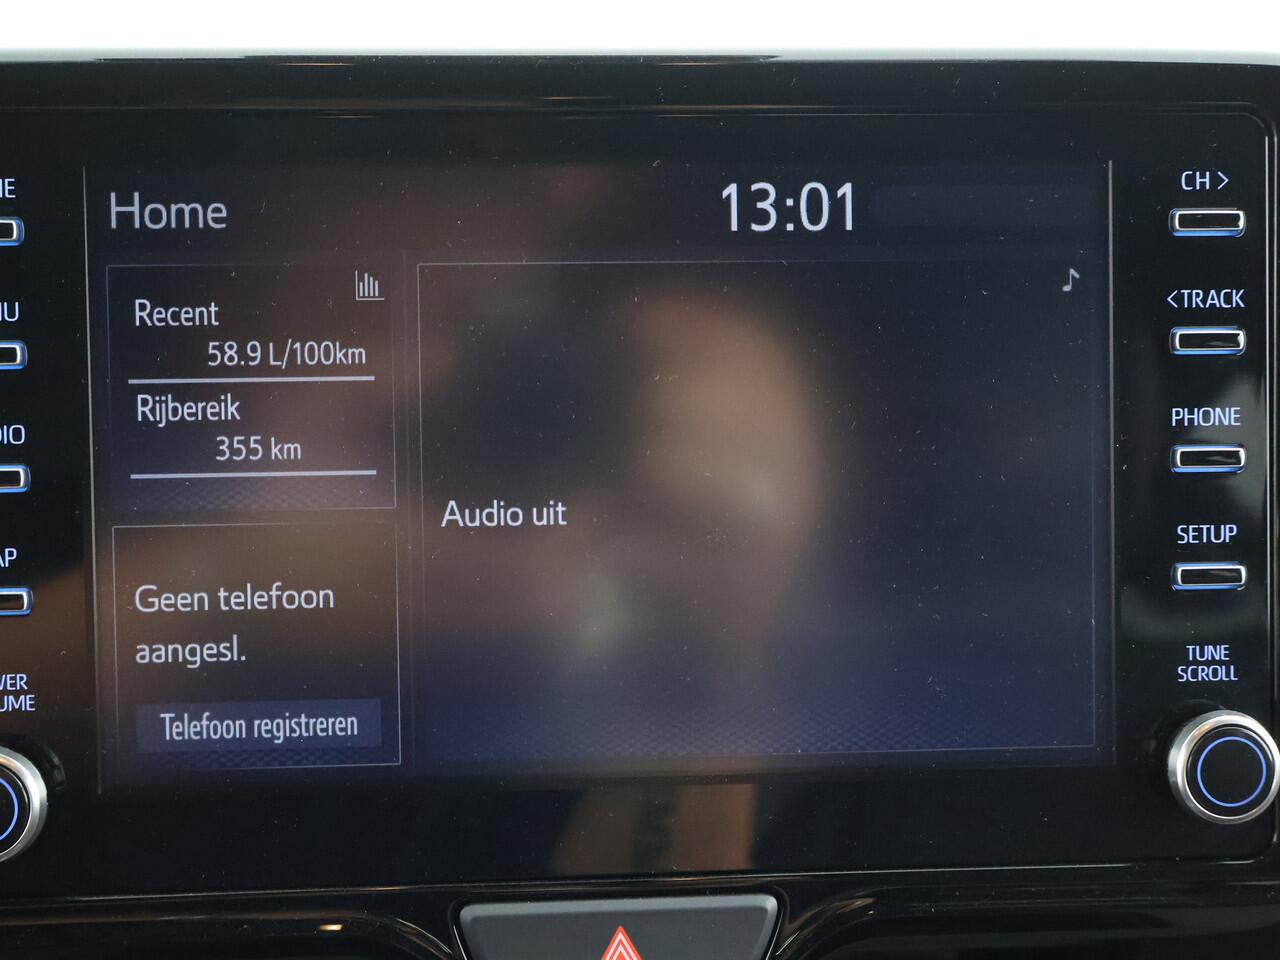 Home
13:01
Recent
58.9 L/100km
Rijbereik
355 km
Audio uit
Geen telefoon
aangesl.
Telefoon registreren
CH >
<TRACK
PHONE
SETUP
TUNE
SCROLL